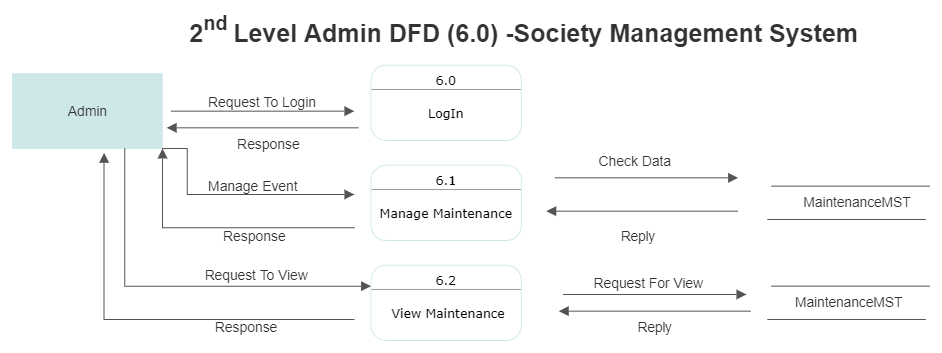 2nd Level Admin DFD (6.0) -Society Management System
Admin
Request To Login
Response
6.0
LogIn
Manage Event
Response
6.1
Manage Maintenance
Check Data
Reply
MaintenanceMST
Request To View
Response
6.2
View Maintenance
Request For View
Reply
MaintenanceMST